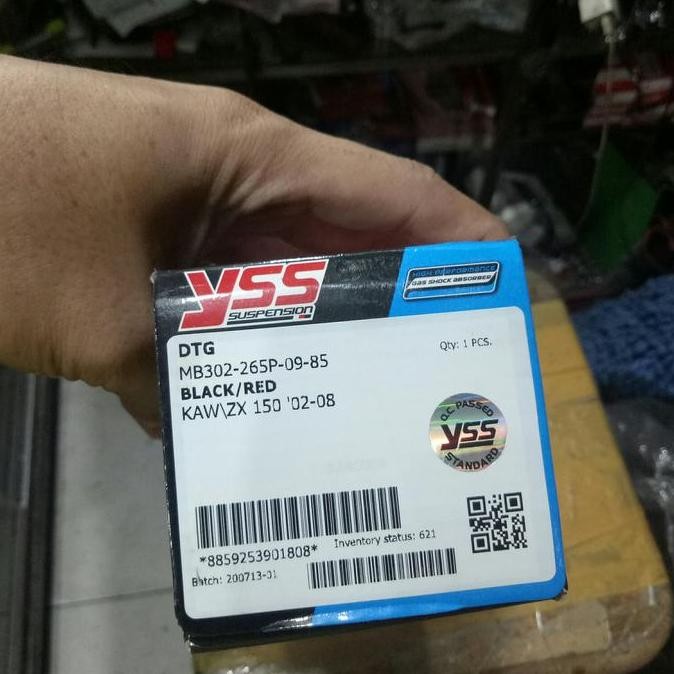 YSS
SUSPENSION
HIGH PERFORMANCE
GAS SHOCK ABSORBER
DTG
Qty: 1 PCS.
MB302-265P-09-85
BLACK/RED
KAW\ZX 150 '02-08
Q.C. PASSED
YSS
STANDARD
*8859253901808*
Inventory status: 621
Batch: 200713-01